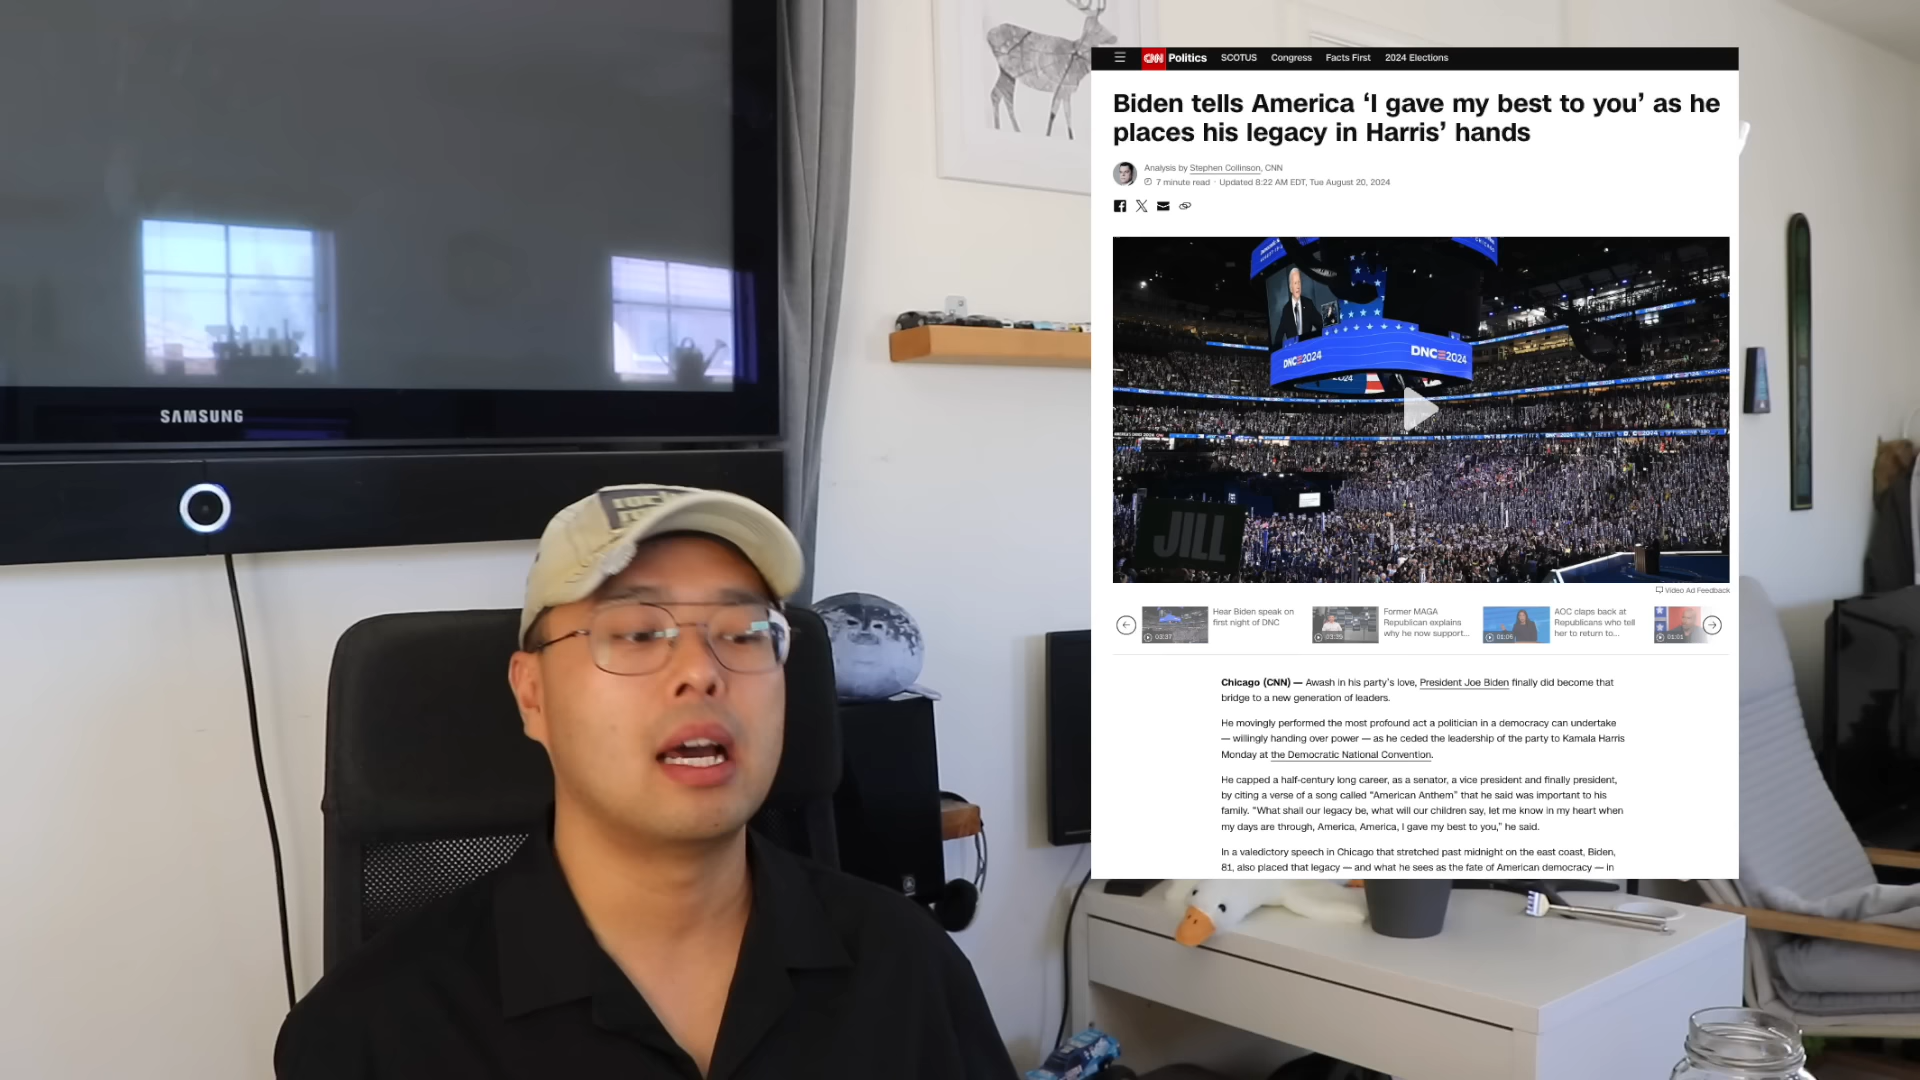 SAMSUNG
CNN Politics SCOTUS Congress Facts First 2024 Elections
Biden tells America ‘I gave my best to you’ as he
places his legacy in Harris’ hands
Analysis by Stephen Collinson, CNN
7 minute read · Updated 8:22 AM EDT, Tue August 20, 2024
DNC 2024
DNC 2024
JILL
Video Ad Feedback
03:37
Hear Biden speak on
first night of DNC
03:39
Former MAGA
Republican explains
why he now support...
01:06
AOC claps back at
Republicans who tell
her to return to...
01:01
Chicago (CNN) — Awash in his party’s love, President Joe Biden finally did become that
bridge to a new generation of leaders.
He movingly performed the most profound act a politician in a democracy can undertake
— willingly handing over power — as he ceded the leadership of the party to Kamala Harris
Monday at the Democratic National Convention.
He capped a half-century long career, as a senator, a vice president and finally president,
by citing a verse of a song called “American Anthem” that he said was important to his
family. “What shall our legacy be, what will our children say, let me know in my heart when
my days are through, America, America, I gave my best to you,” he said.
In a valedictory speech in Chicago that stretched past midnight on the east coast, Biden,
81, also placed that legacy — and what he sees as the fate of American democracy — in